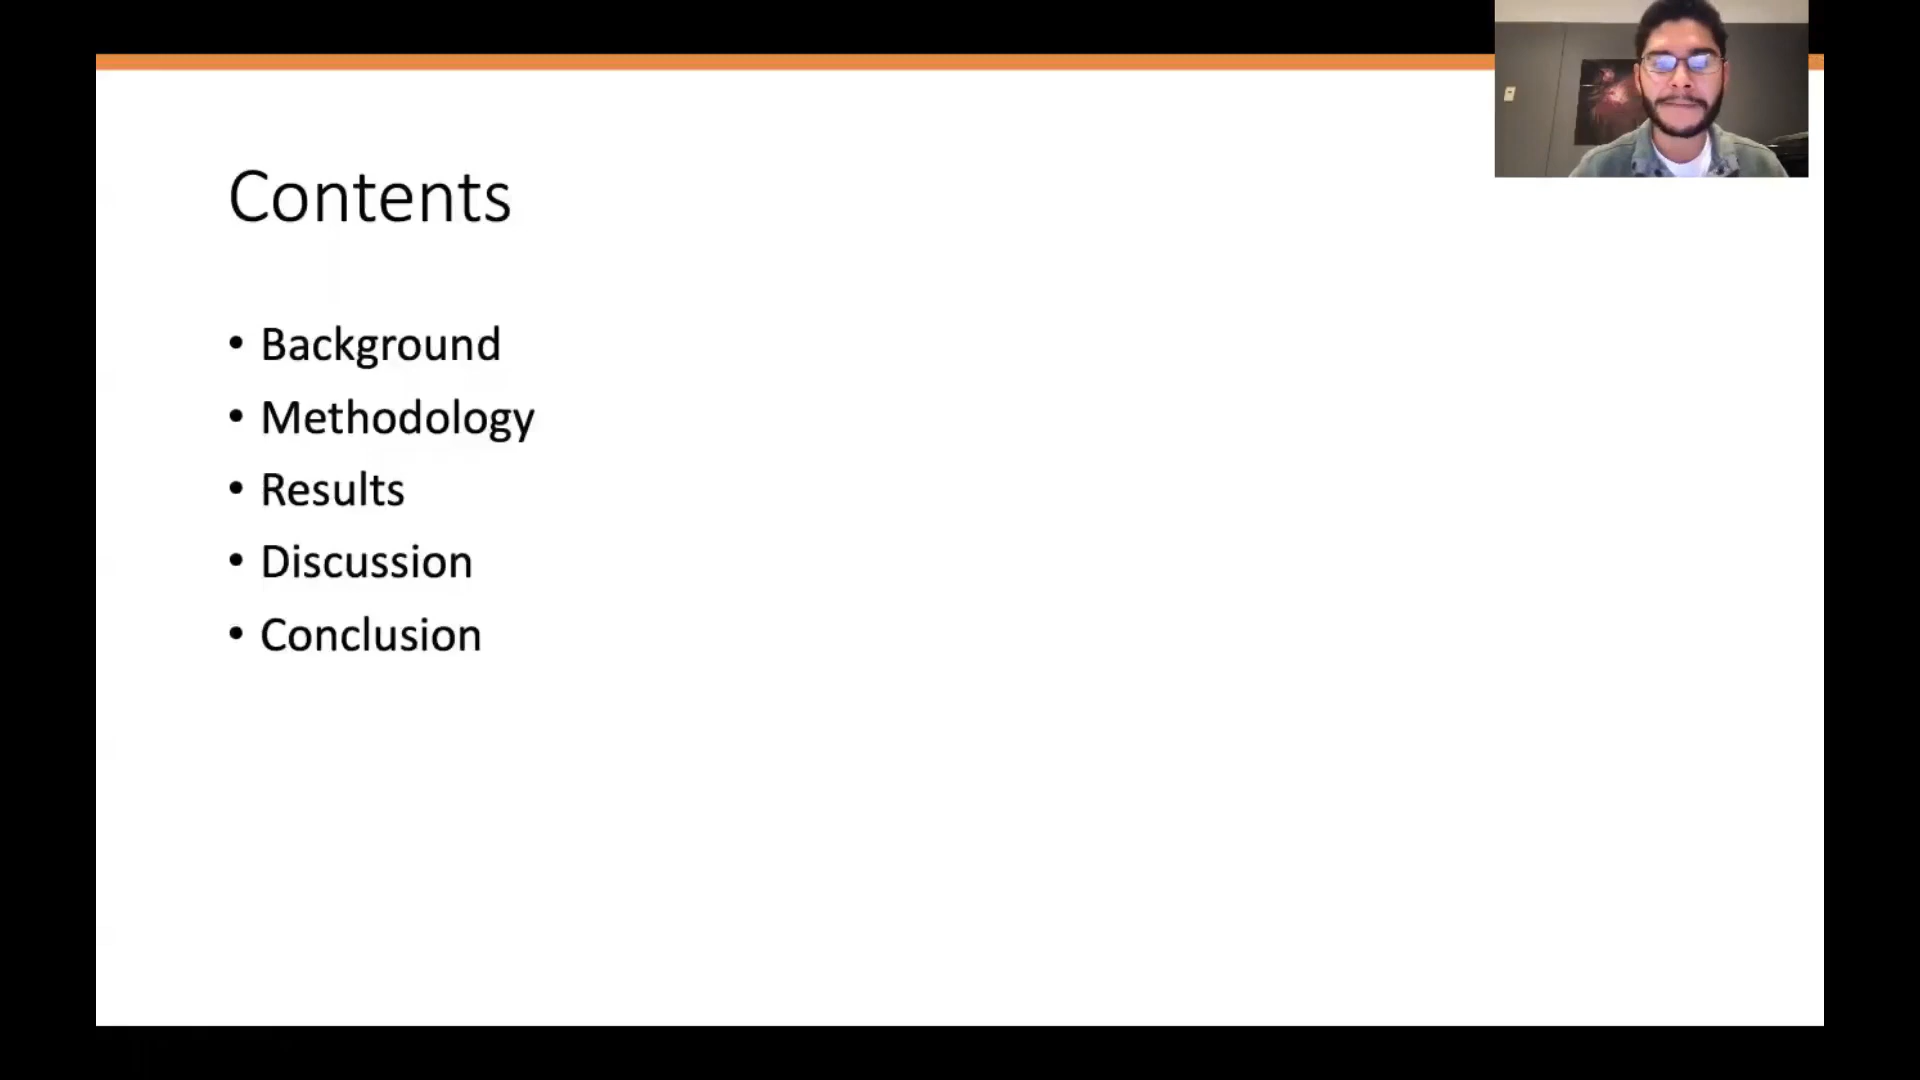 Contents
• Background
• Methodology
• Results
• Discussion
• Conclusion